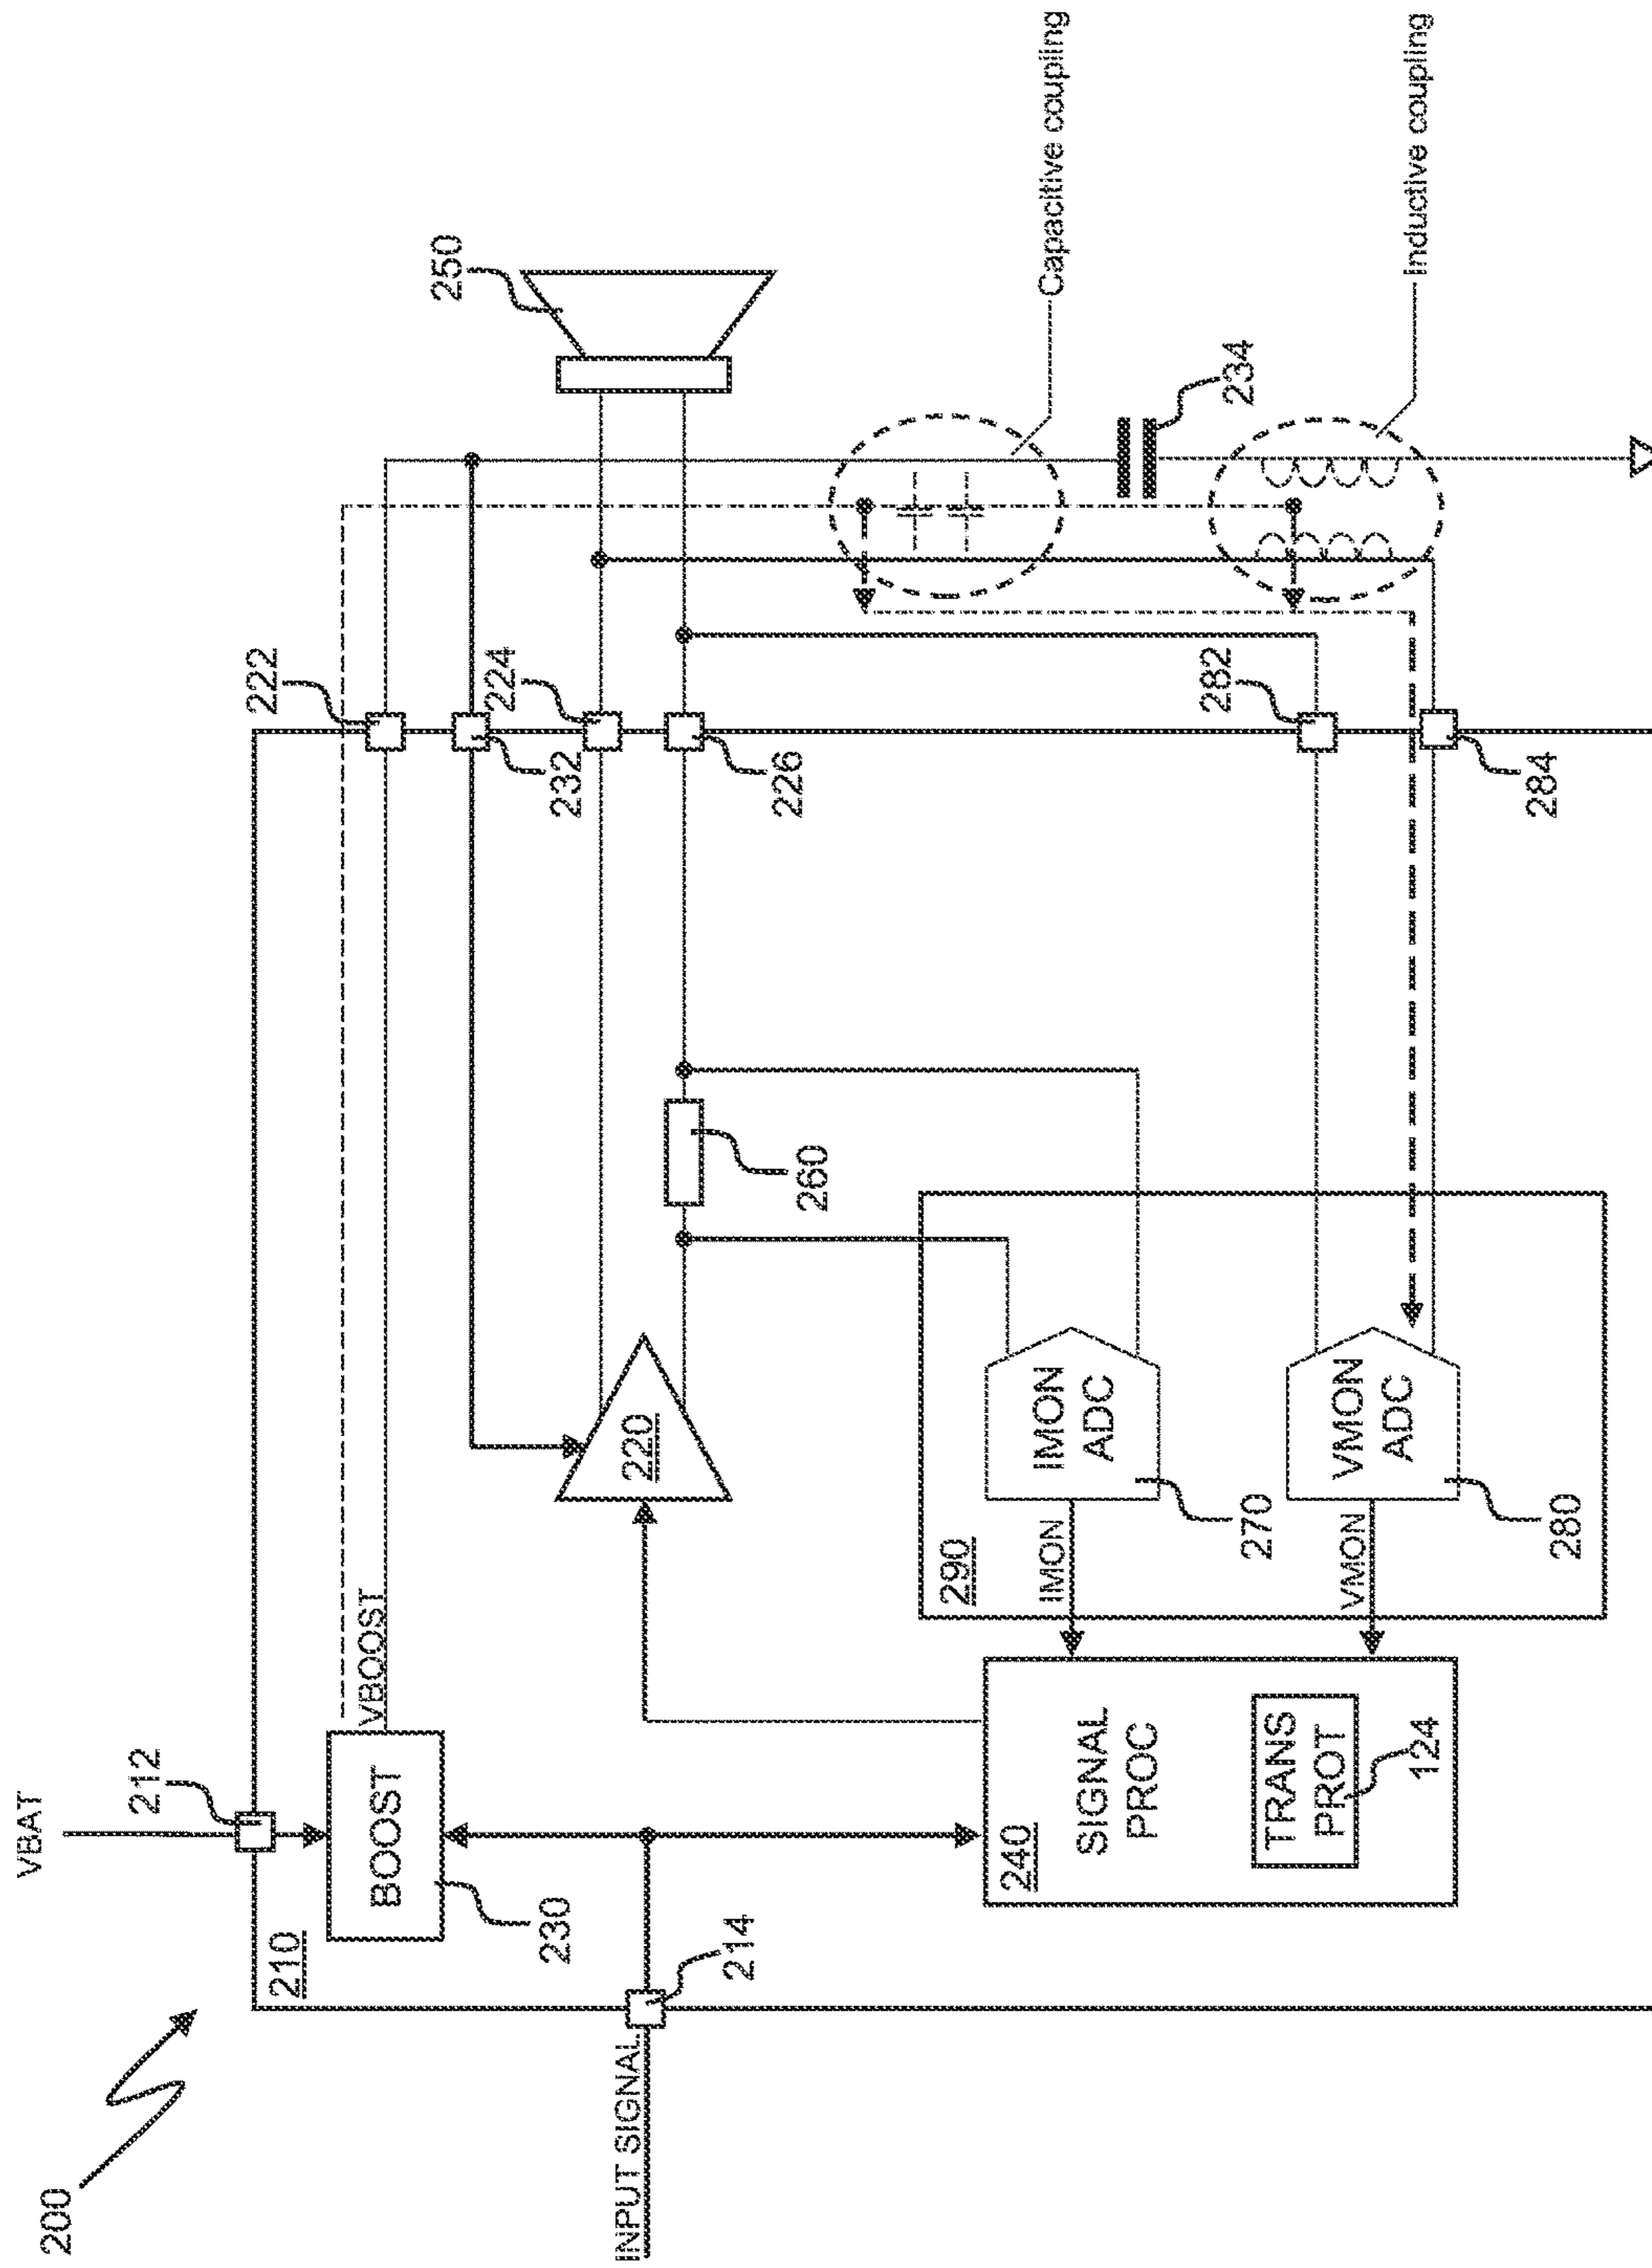 200
VBAT
212
210
BOOST
230
VBOOST
222
232
224
226
250
INPUT SIGNAL
214
220
260
240
SIGNAL
PROC
TRANS
PROT
124
290
IMON
IMON
ADC
270
VMON
VMON
ADC
280
282
284
234
Capacitive coupling
Inductive coupling